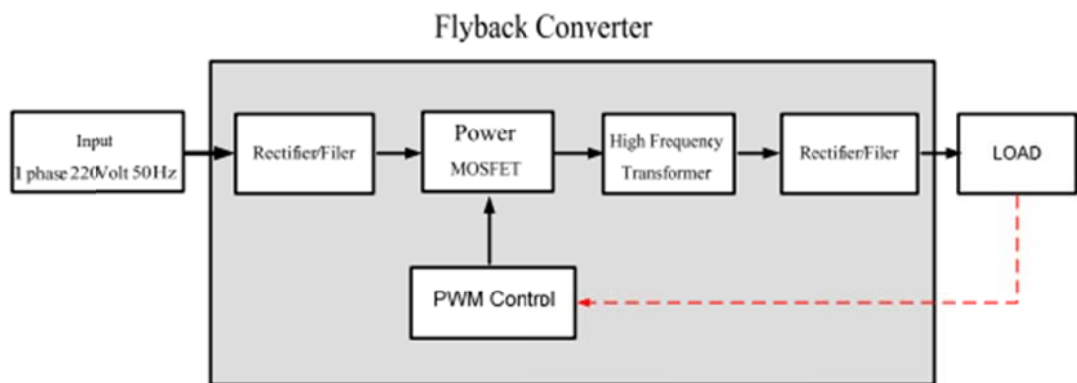 Flyback Converter
Input
1 phase 220Volt 50Hz
Rectifier/Filer
Power
MOSFET
High Frequency
Transformer
Rectifier/Filer
LOAD
PWM Control